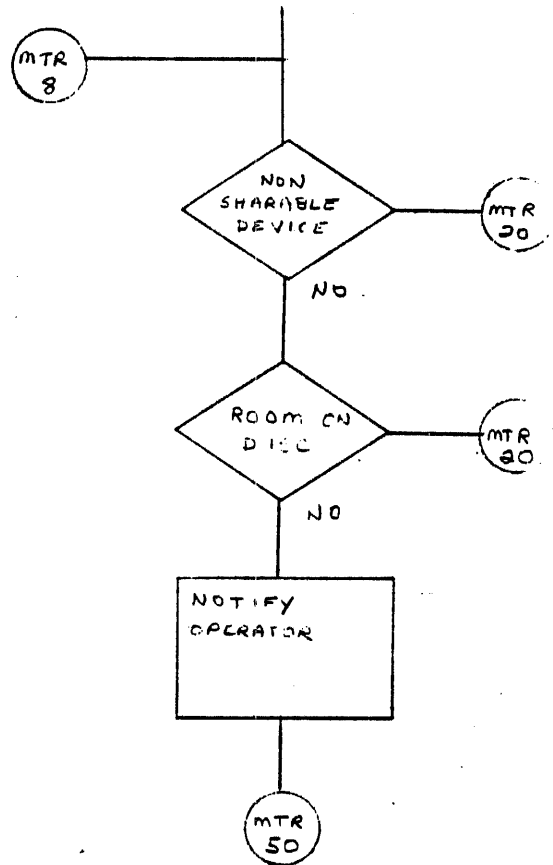 MTR
8
NON
SHARABLE
DEVICE
MTR
20
NO
ROOM ON
DISC
MTR
20
NO
NOTIFY
OPERATOR
MTR
50